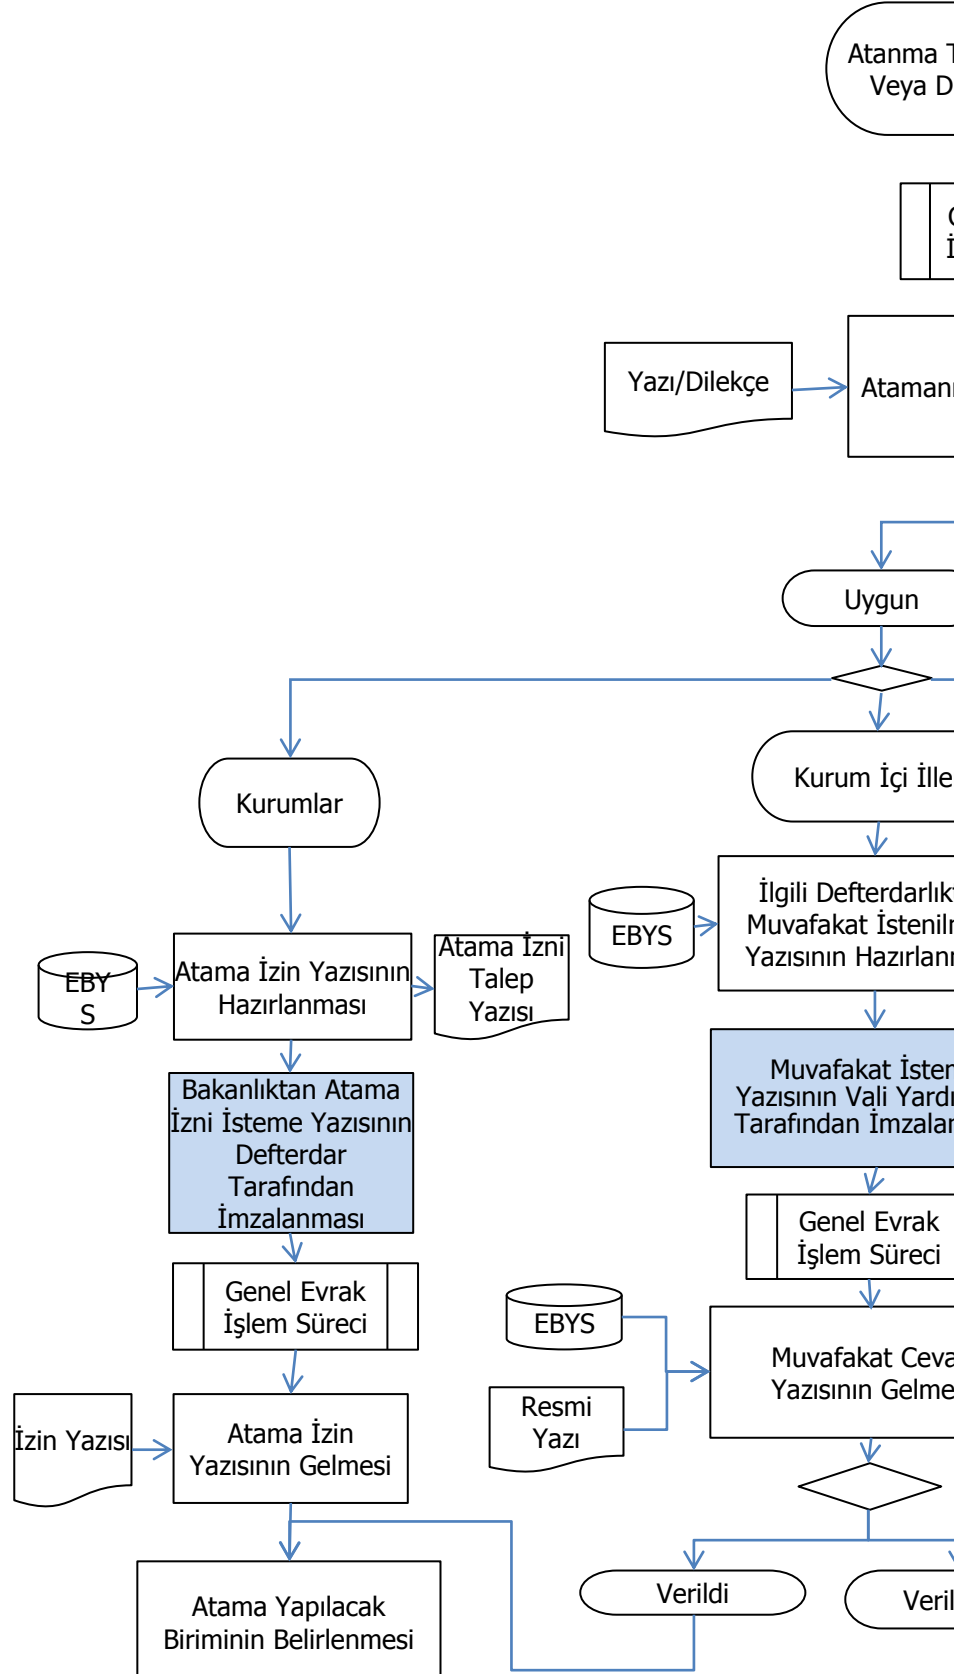 Atanma
Veya
Yazı/Dilekçe
Uygun
Kurum İçi
Kurumlar
İlgili
EBYS
Muvafakat
Yazısının
Atama İzin Yazısının
Hazırlanması
EBY
S
Atama İzni
Talep
Yazısı
Bakanlıktan Atama
İzni İsteme Yazısının
Defterdar
Tarafından
İmzalanması
Muvafakat
Yazısının Vali
Tarafından
Genel Evrak
İşlem Süreci
Genel Evrak
İşlem Süreci
EBYS
Muvafakat
Yazısının
Resmi
Yazı
İzin Yazısı
Atama İzin
Yazısının Gelmesi
Verildi
Atama Yapılacak
Biriminin Belirlenmesi